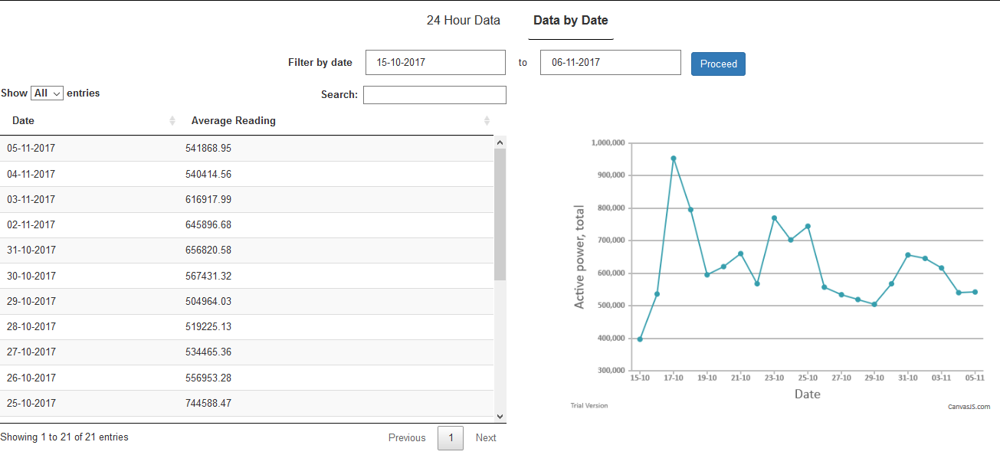 24 Hour Data Data by Date
Filter by date 15-10-2017 to 06-11-2017 Proceed
Show All entries Search:
Date Average Reading
05-11-2017 541868.95
04-11-2017 540414.56
03-11-2017 616917.99
02-11-2017 645896.68
31-10-2017 656820.58
30-10-2017 567431.32
29-10-2017 504964.03
28-10-2017 519225.13
27-10-2017 534465.36
26-10-2017 556953.28
25-10-2017 744588.47
Showing 1 to 21 of 21 entries Previous 1 Next
Active power, total
1,000,000
900,000
800,000
700,000
600,000
500,000
400,000
300,000
15-10 17-10 19-10 21-10 23-10 25-10 27-10 29-10 31-10 03-11 05-11
Date
Trial Version CanvasJS.com